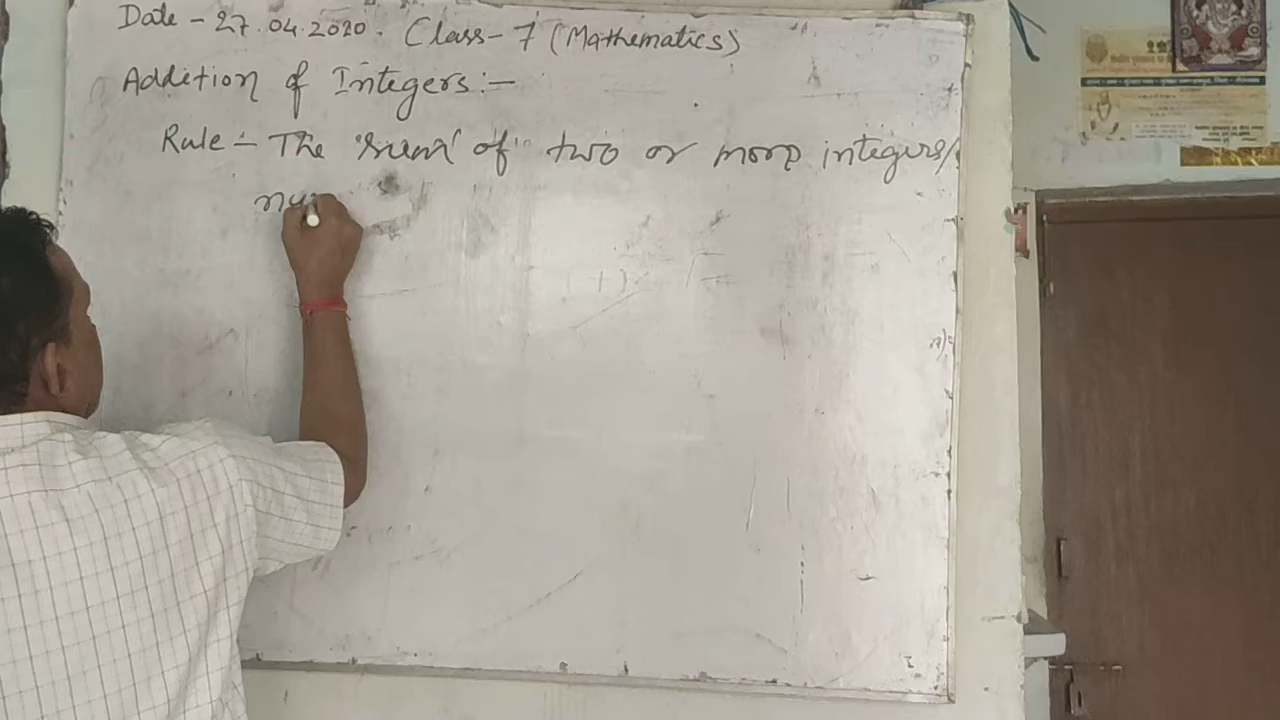 Date - 27.04.2020. Class - 7 (Mathematics)
Addition of Integers :-
Rule :- The 'sum' of two or more integers/
nu